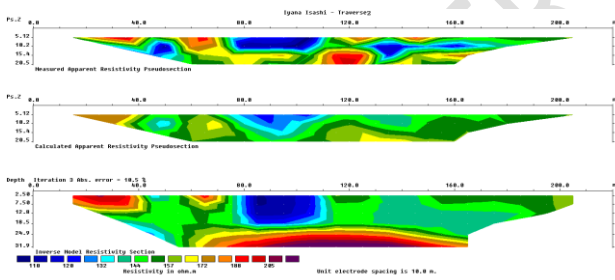 Iyana Isashi - Traverse2
Ps.Z 0.0 40.0 80.0 120.0 160.0 200.0 m.
5.12
10.2
15.4
20.5
Measured Apparent Resistivity Pseudosection
Ps.Z 0.0 40.0 80.0 120.0 160.0 200.0 m.
5.12
10.2
15.4
20.5
Calculated Apparent Resistivity Pseudosection
Depth Iteration 3 Abs. error = 10.5 %
0.0 40.0 80.0 120.0 160.0 200.0 m.
2.50
7.50
12.8
24.9
31.9
Inverse Model Resistivity Section
110 120 132 144 157 172 188 205
Resistivity in ohm.m Unit electrode spacing is 10.0 m.